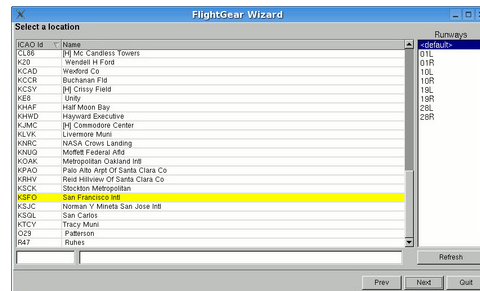 FlightGear Wizard
Select a location
ICAO Id Name
CL86 [H] Mc Candless Towers
K20 Wendell H Ford
KCAD Wexford Co
KCCR Buchanan Fld
KCSY [H] Crissy Field
KE8 Unity
KHAF Half Moon Bay
KHWD Hayward Executive
KJMC [H] Commodore Center
KLVK Livermore Muni
KNRC NASA Crows Landing
KNUQ Moffett Federal Afld
KOAK Metropolitan Oakland Intl
KPAO Palo Alto Arpt Of Santa Clara Co
KRHV Reid Hillview Of Santa Clara Co
KSCK Stockton Metropolitan
KSFO San Francisco Intl
KSJC Norman Y Mineta San Jose Intl
KSQL San Carlos
KTCY Tracy Muni
O29 Patterson
R47 Ruhes
Runways
<default>
01L
01R
10L
10R
19L
19R
28L
28R
Refresh
Prev Next Quit